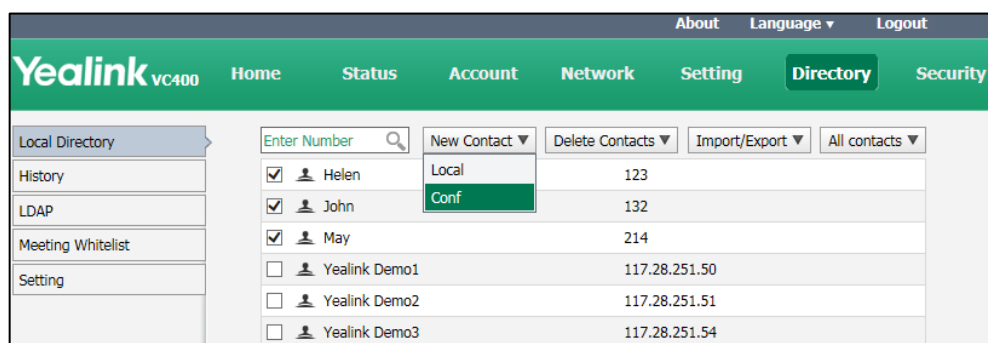 About Language Logout
Yealink VC400 Home Status Account Network Setting Directory Security
Local Directory
History
LDAP
Meeting Whitelist
Setting
Enter Number New Contact Delete Contacts Import/Export All contacts
Local
Conf
Helen 123
John 132
May 214
Yealink Demo1 117.28.251.50
Yealink Demo2 117.28.251.51
Yealink Demo3 117.28.251.54